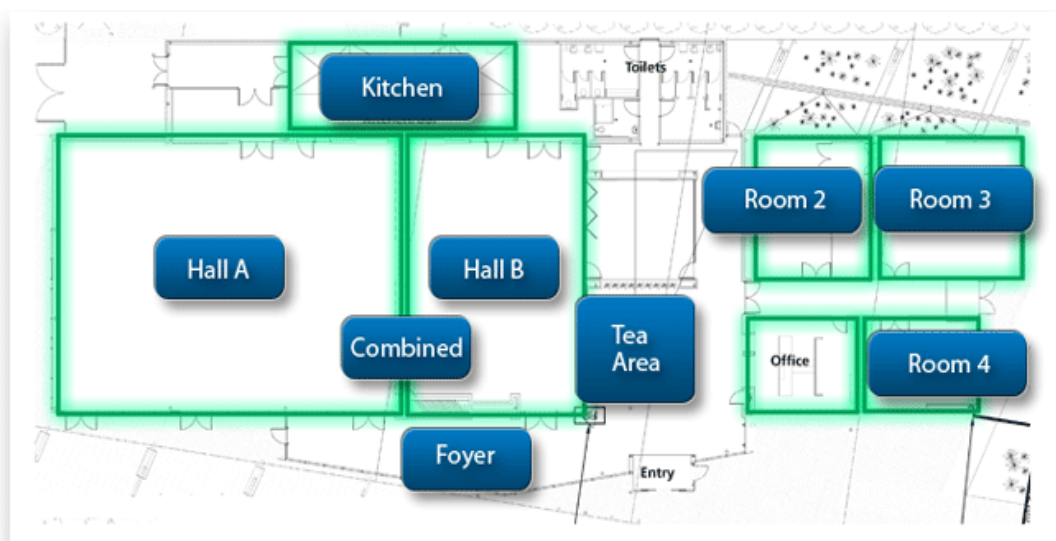 Toilets
Kitchen
Room 2
Room 3
Hall A
Hall B
Combined
Tea
Area
Office
Room 4
Foyer
Entry